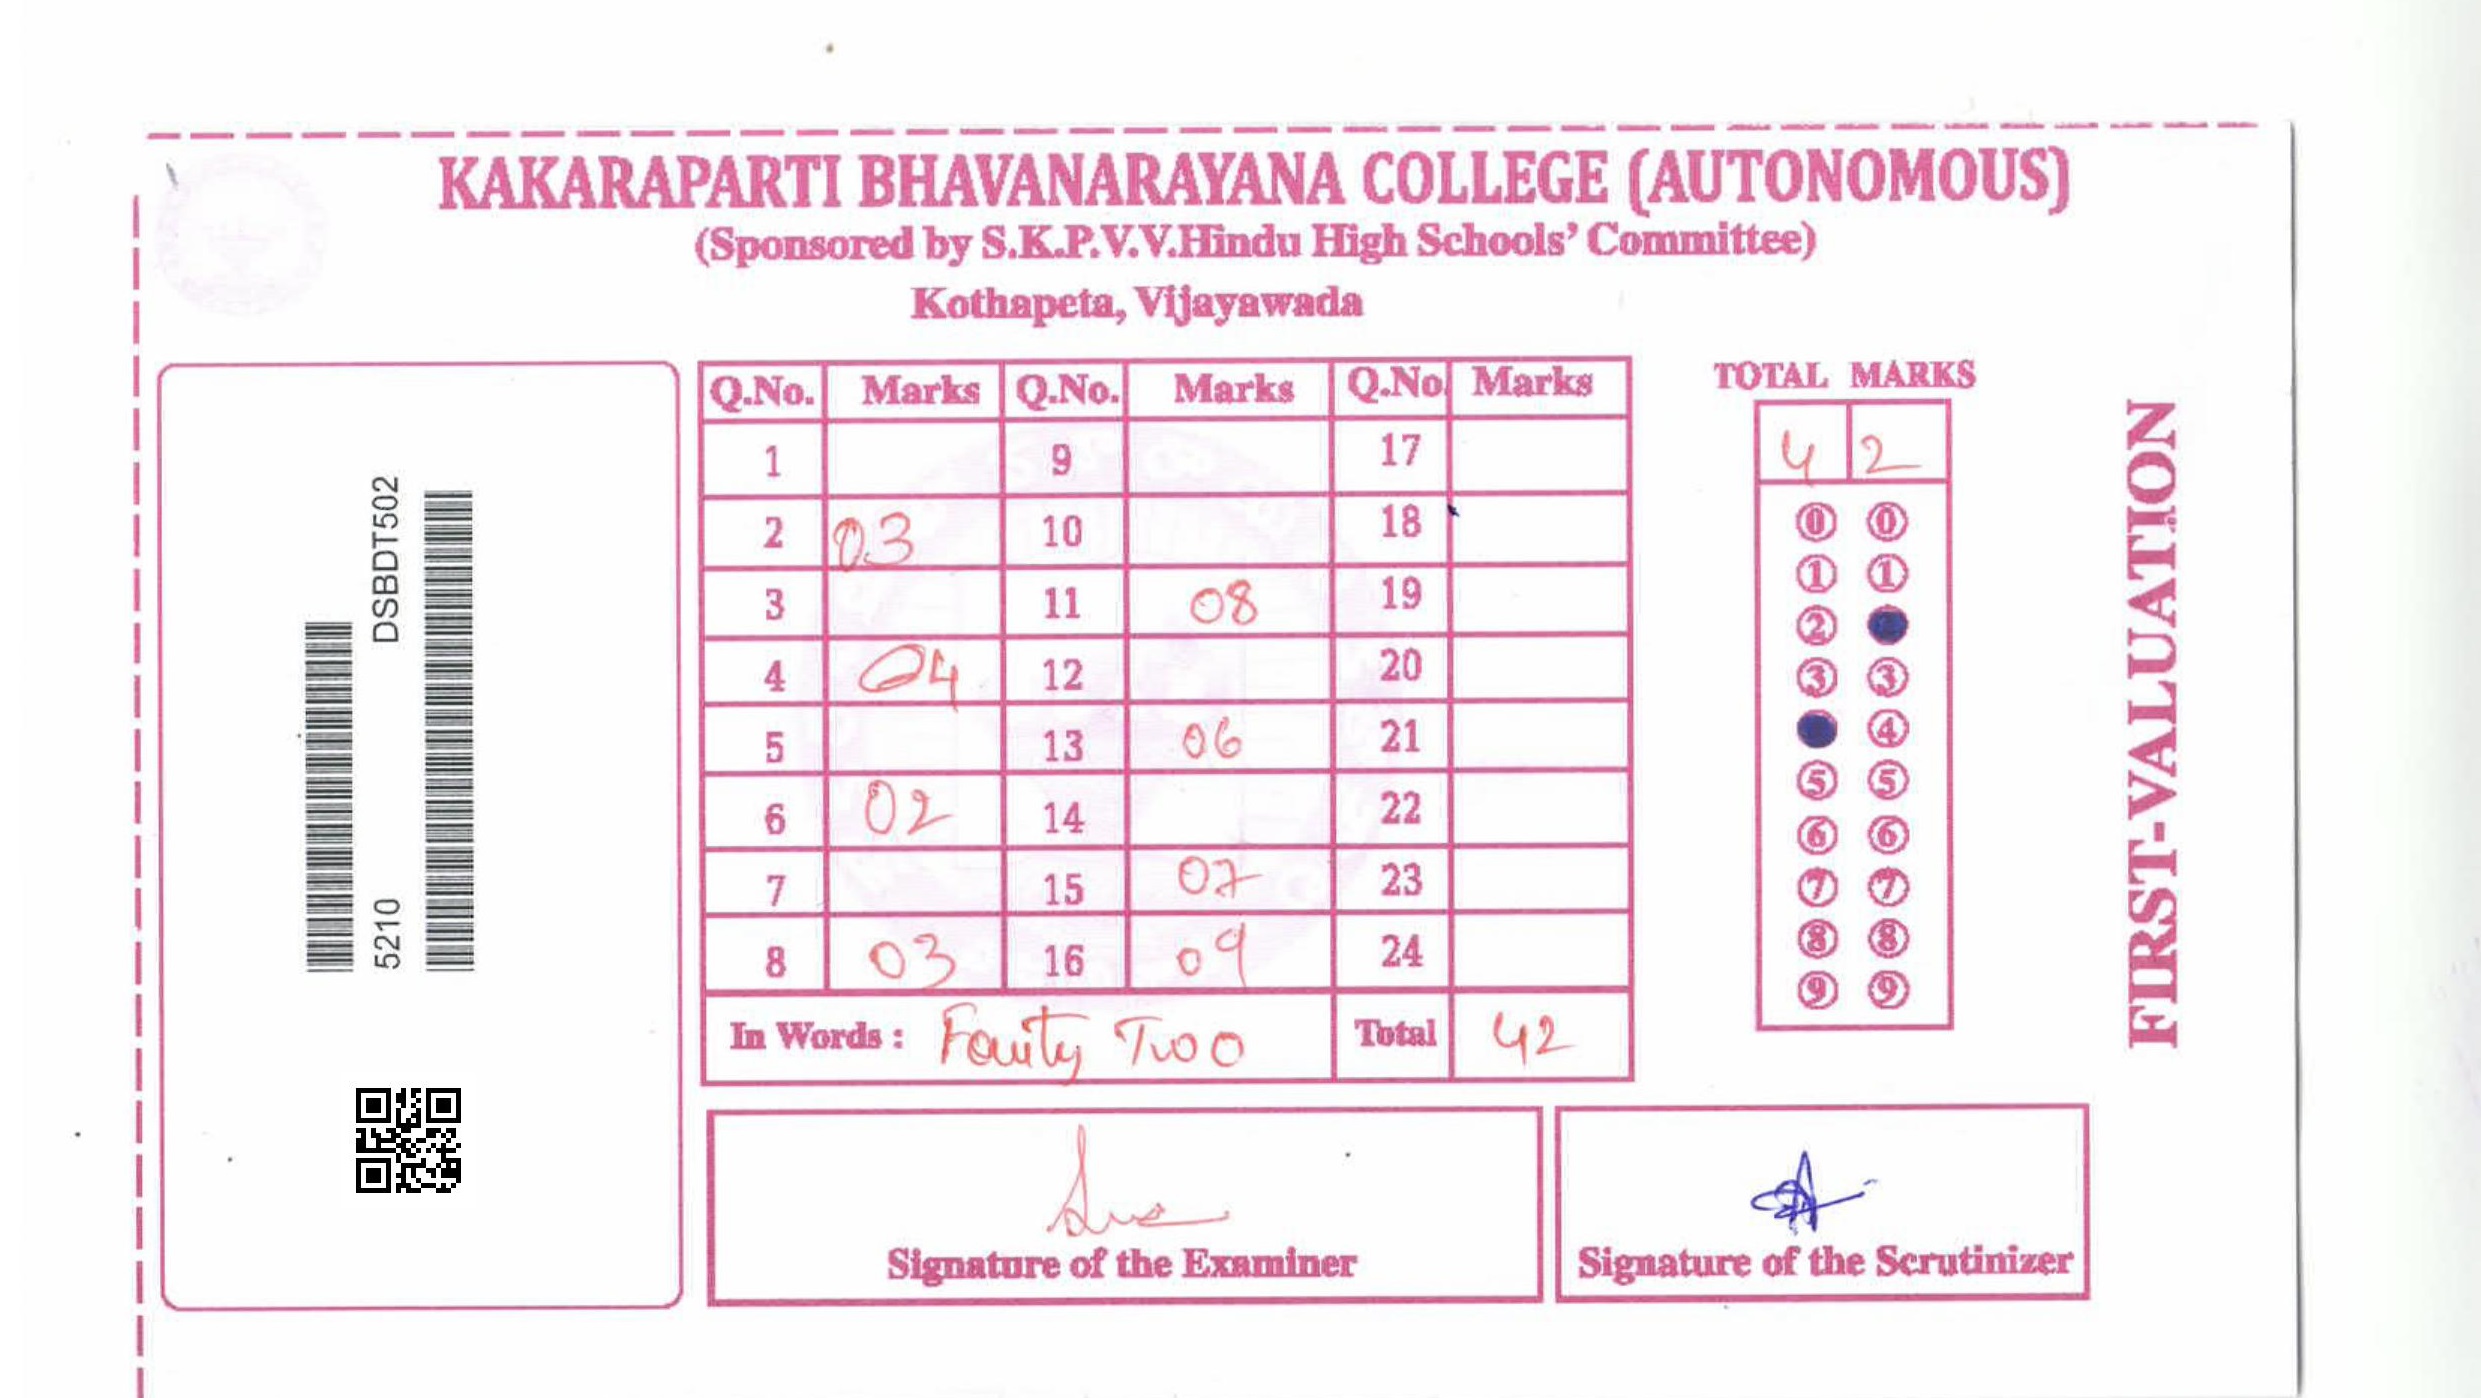 KAKARAPARTI BHAVANARAYANA COLLEGE (AUTONOMOUS)
(Sponsored by S.K.P.V.V.Hindu High Schools' Committee)
Kothapeta, Vijayawada
DSBDT502
5210
Q.No. Marks Q.No. Marks Q.No. Marks
1 9 17
2 03 10 18
3 11 08 19
4 04 12 20
5 13 06 21
6 02 14 22
7 15 07 23
8 03 16 09 24
In Words : Fourty Two Total 42
TOTAL MARKS
4 2
0 0
1 1
2
3 3
4
5 5
6 6
7 7
8 8
9 9
FIRST-VALUATION
Signature of the Examiner
Signature of the Scrutinizer